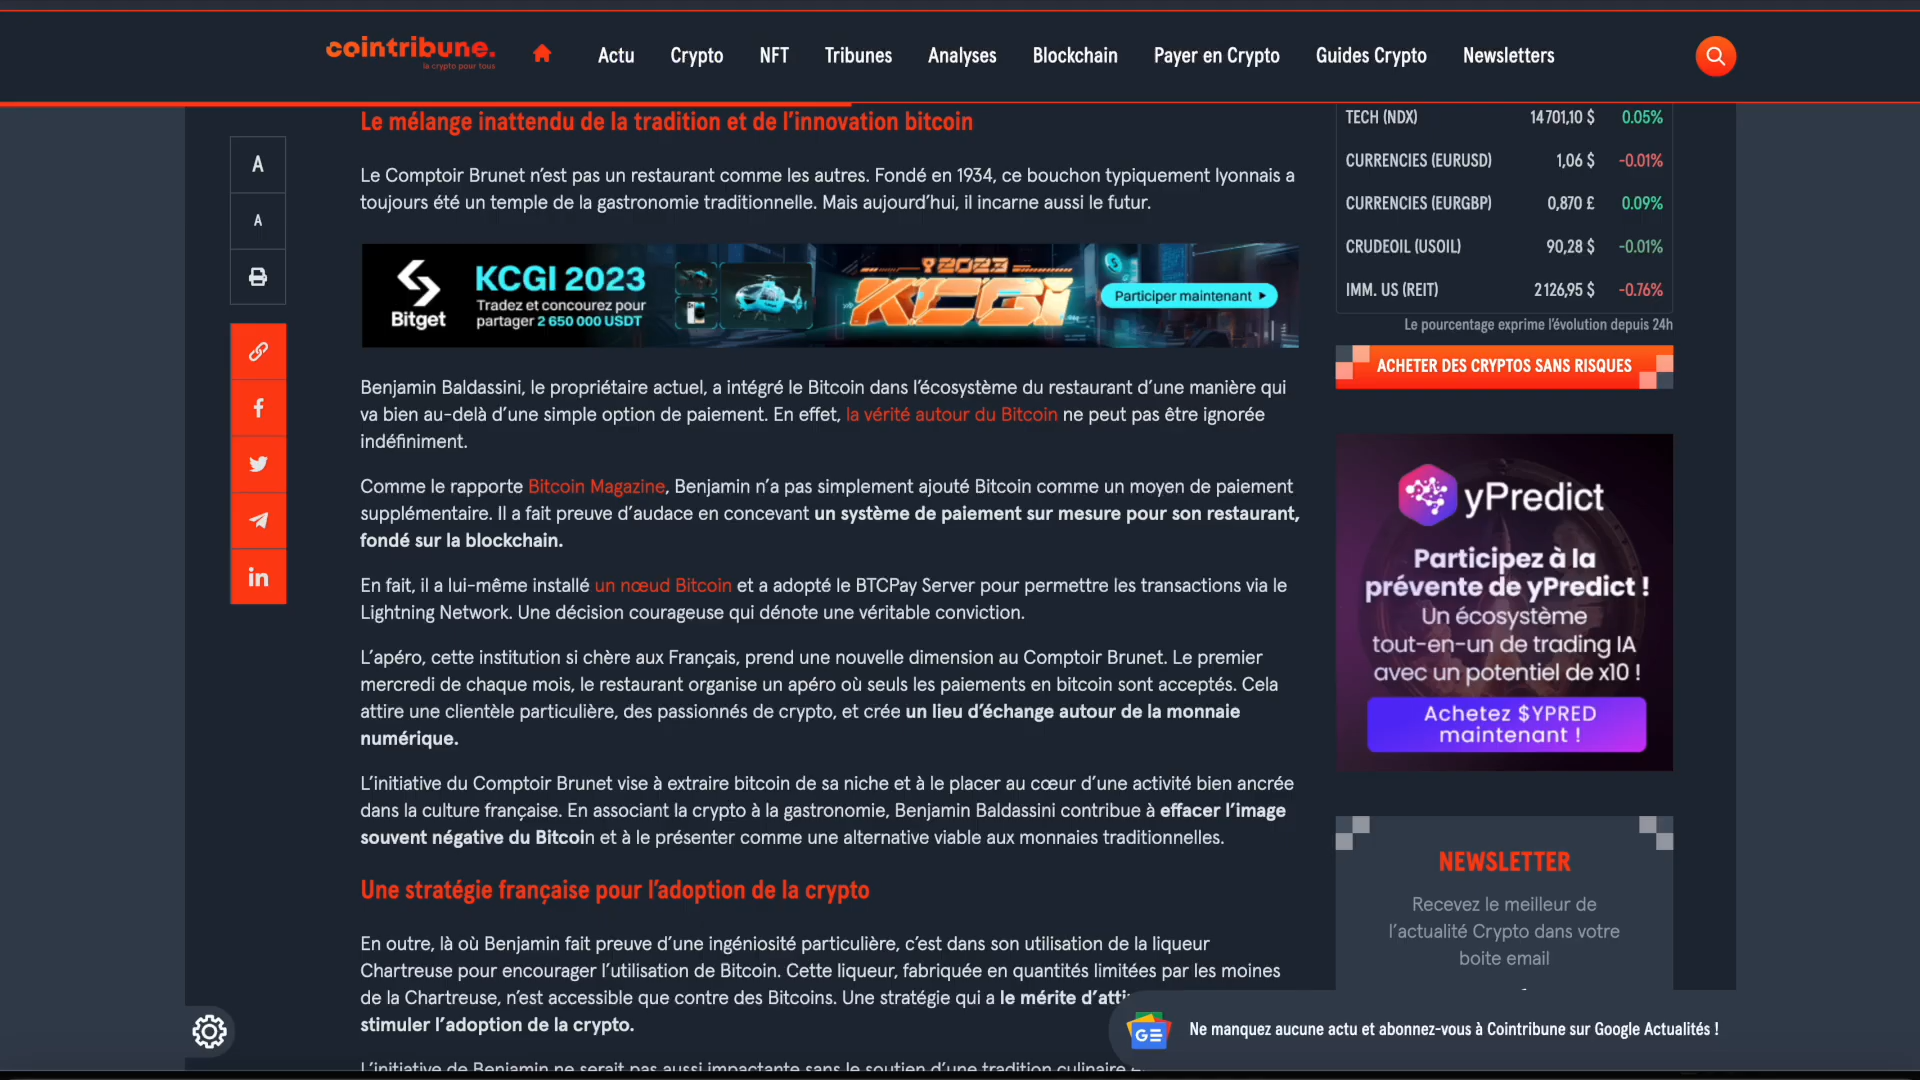 cointribune.
la crypto pour tous
Actu
Crypto
NFT
Tribunes
Analyses
Blockchain
Payer en Crypto
Guides Crypto
Newsletters
A
A
Le mélange inattendu de la tradition et de l’innovation bitcoin
Le Comptoir Brunet n’est pas un restaurant comme les autres. Fondé en 1934, ce bouchon typiquement lyonnais a
toujours été un temple de la gastronomie traditionnelle. Mais aujourd’hui, il incarne aussi le futur.
Bitget
KCGI 2023
Tradez et concourez pour
partager 2 650 000 USDT
2023
KCGI
Participer maintenant
Benjamin Baldassini, le propriétaire actuel, a intégré le Bitcoin dans l’écosystème du restaurant d’une manière qui
va bien au-delà d’une simple option de paiement. En effet, la vérité autour du Bitcoin ne peut pas être ignorée
indéfiniment.
Comme le rapporte Bitcoin Magazine, Benjamin n’a pas simplement ajouté Bitcoin comme un moyen de paiement
supplémentaire. Il a fait preuve d’audace en concevant un système de paiement sur mesure pour son restaurant,
fondé sur la blockchain.
En fait, il a lui-même installé un nœud Bitcoin et a adopté le BTCPay Server pour permettre les transactions via le
Lightning Network. Une décision courageuse qui dénote une véritable conviction.
L’apéro, cette institution si chère aux Français, prend une nouvelle dimension au Comptoir Brunet. Le premier
mercredi de chaque mois, le restaurant organise un apéro où seuls les paiements en bitcoin sont acceptés. Cela
attire une clientèle particulière, des passionnés de crypto, et crée un lieu d’échange autour de la monnaie
numérique.
L’initiative du Comptoir Brunet vise à extraire bitcoin de sa niche et à le placer au cœur d’une activité bien ancrée
dans la culture française. En associant la crypto à la gastronomie, Benjamin Baldassini contribue à effacer l’image
souvent négative du Bitcoin et à le présenter comme une alternative viable aux monnaies traditionnelles.
Une stratégie française pour l’adoption de la crypto
En outre, là où Benjamin fait preuve d’une ingéniosité particulière, c’est dans son utilisation de la liqueur
Chartreuse pour encourager l’utilisation de Bitcoin. Cette liqueur, fabriquée en quantités limitées par les moines
de la Chartreuse, n’est accessible que contre des Bitcoins. Une stratégie qui a le mérite d’atti
stimuler l’adoption de la crypto.
L’initiative de Benjamin ne serait pas aussi impactante sans le soutien d’une tradition culinaire
TECH (NDX) 14 701,10 $ 0.05%
CURRENCIES (EURUSD) 1,06 $ -0.01%
CURRENCIES (EURGBP) 0,870 £ 0.09%
CRUDEOIL (USOIL) 90,28 $ -0.01%
IMM. US (REIT) 2 126,95 $ -0.76%
Le pourcentage exprime l’évolution depuis 24h
ACHETER DES CRYPTOS SANS RISQUES
yPredict
Participez à la
prévente de yPredict !
Un écosystème
tout-en-un de trading IA
avec un potentiel de x10 !
Achetez $YPRED
maintenant !
NEWSLETTER
Recevez le meilleur de
l’actualité Crypto dans votre
boite email
Ne manquez aucune actu et abonnez-vous à Cointribune sur Google Actualités !